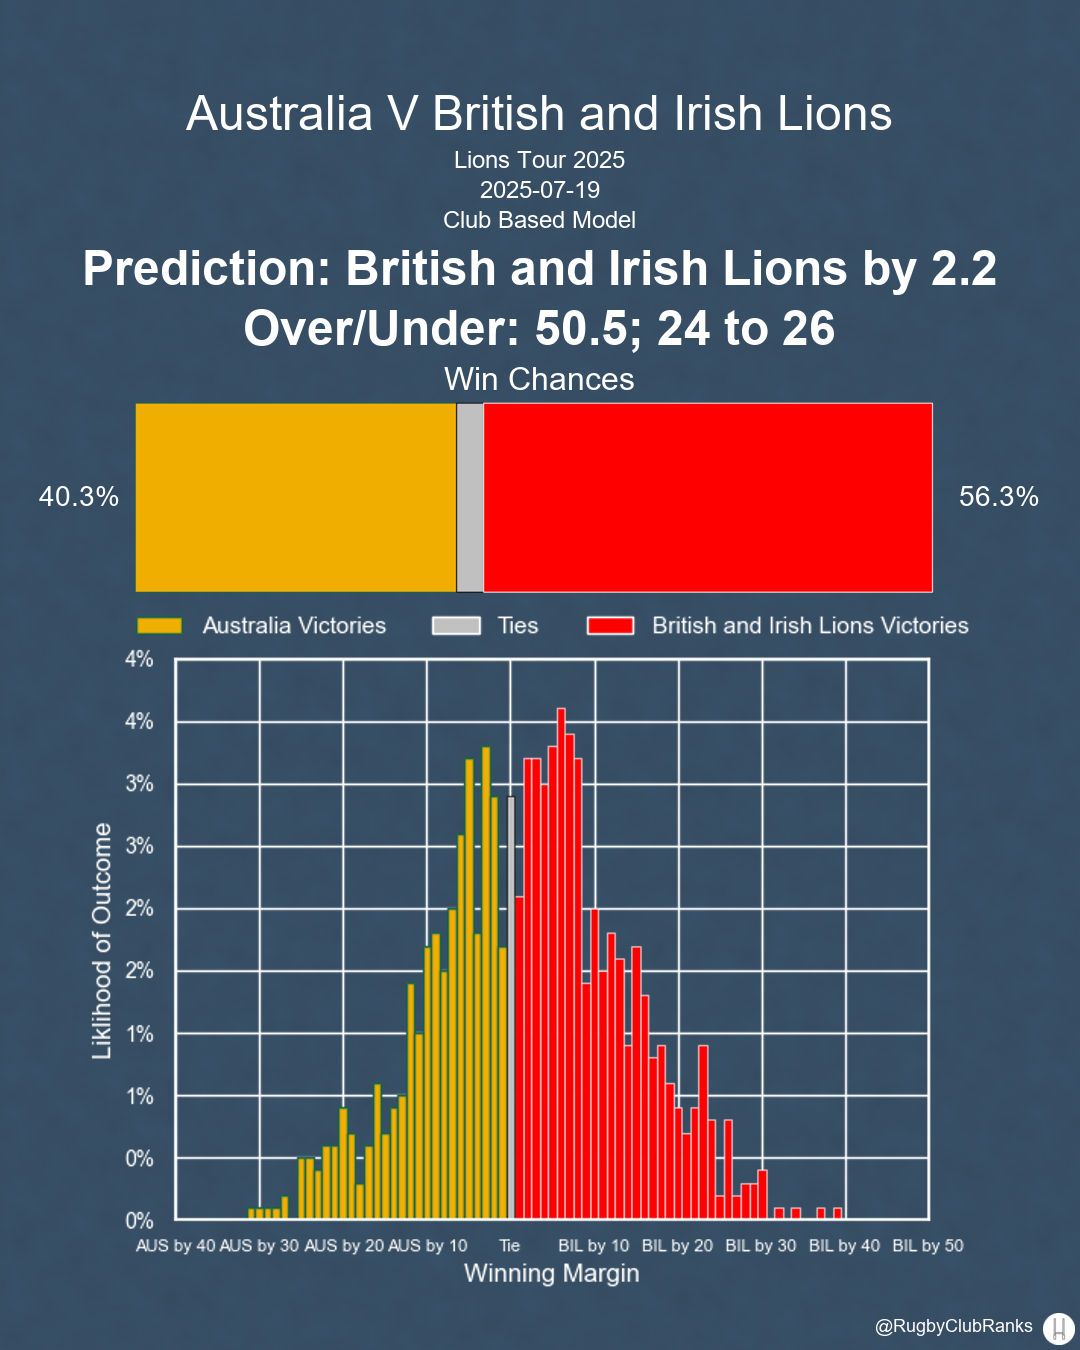 Australia V British and Irish Lions
Lions Tour 2025
2025-07-19
Club Based Model
Prediction: British and Irish Lions by 2.2
Over/Under: 50.5; 24 to 26
Win Chances
40.3%
56.3%
Australia Victories
Ties
British and Irish Lions Victories
4%
4%
3%
3%
2%
2%
1%
1%
0%
0%
Liklihood of Outcome
AUS by 40 AUS by 30 AUS by 20 AUS by 10 Tie BIL by 10 BIL by 20 BIL by 30 BIL by 40 BIL by 50
Winning Margin
@RugbyClubRanks